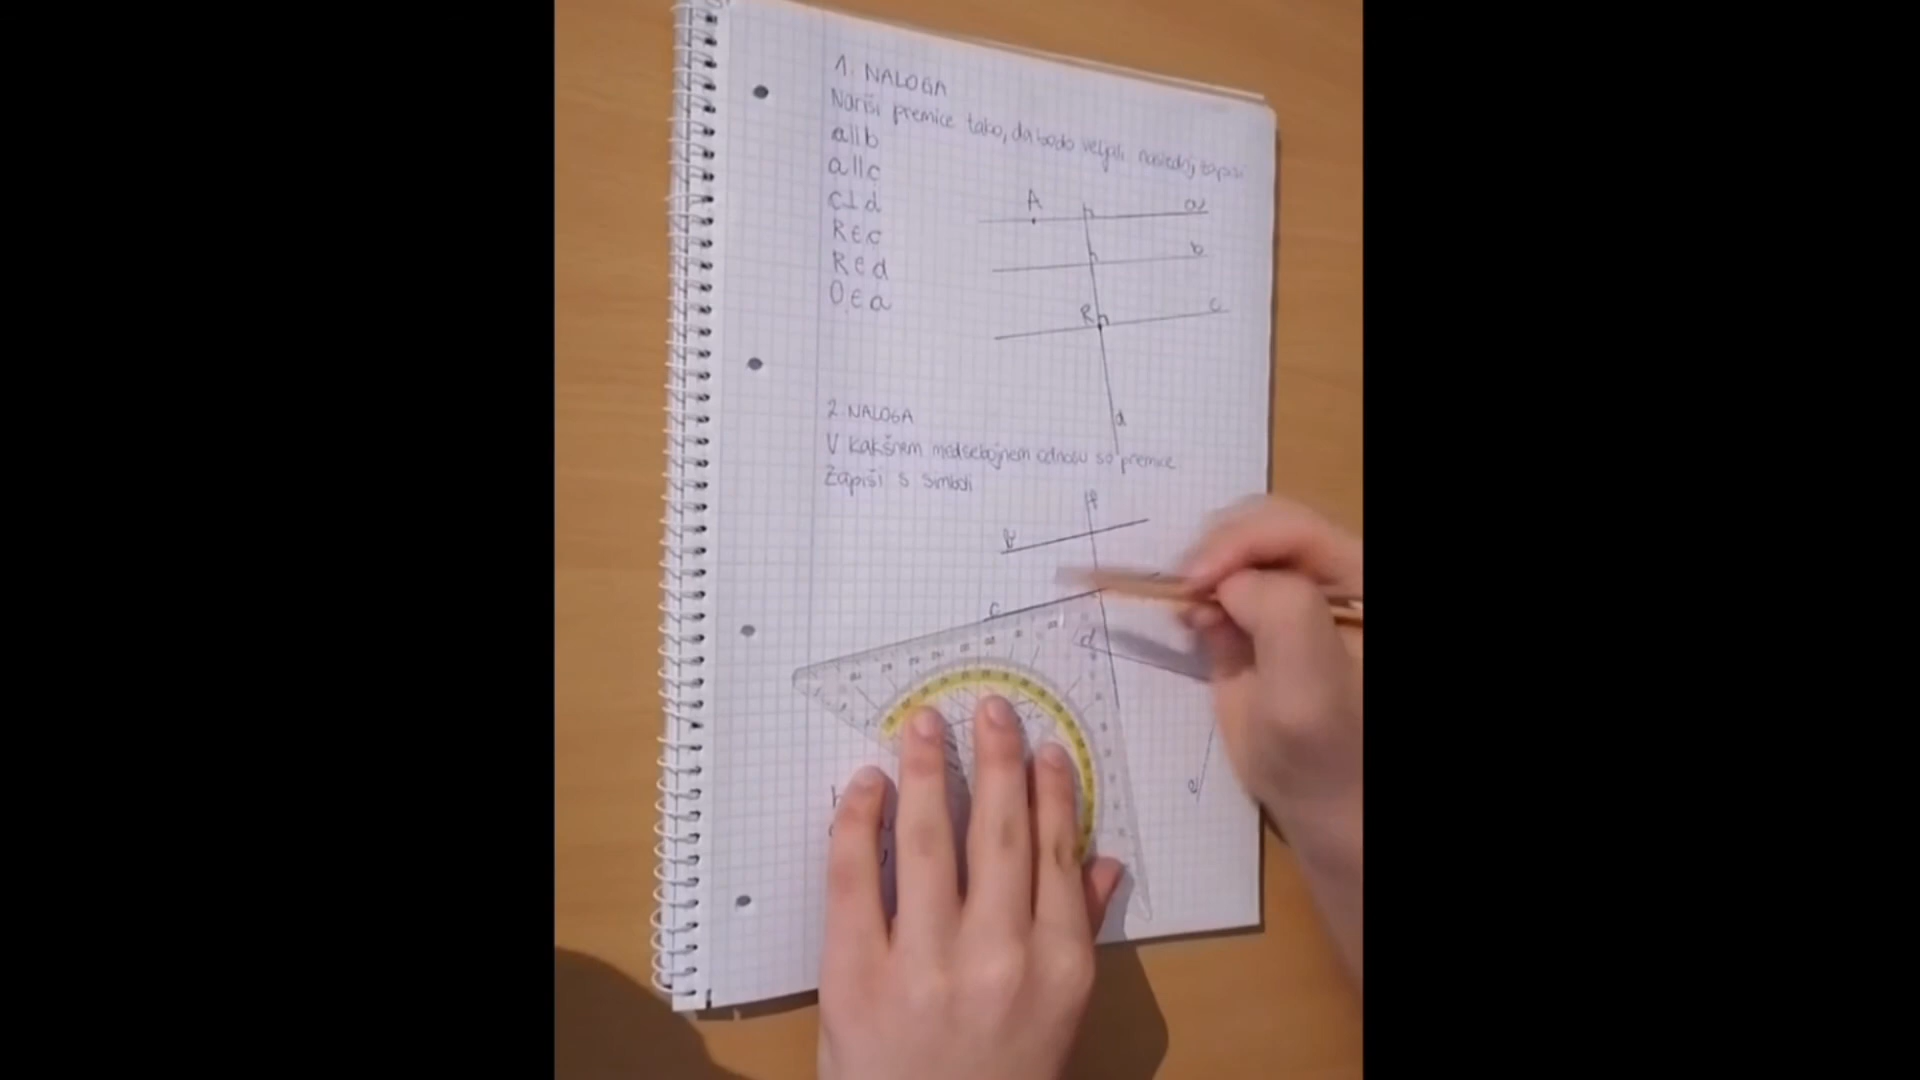 1. NALOGA
Nariši premice tako, da bodo veljali naslednji zapisi
a||b
a||c
c⊥d
R∈c
R∈d
O∈a
A
a
b
R
c
d
2. NALOGA
V kakšnem medsebojnem odnosu so premice
Zapiši s simboli
f
b
c
d
e